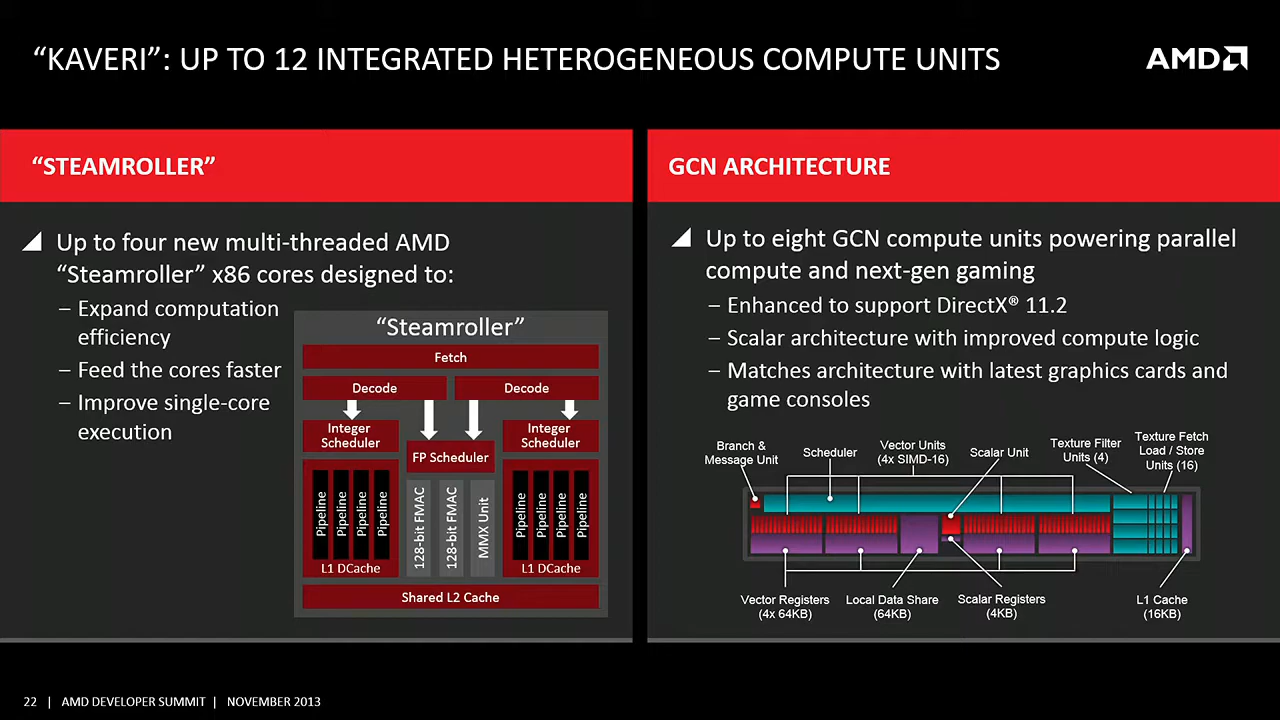 “KAVERI”: UP TO 12 INTEGRATED HETEROGENEOUS COMPUTE UNITS
AMD
“STEAMROLLER”
Up to four new multi-threaded AMD
“Steamroller” x86 cores designed to:
– Expand computation
efficiency
– Feed the cores faster
– Improve single-core
execution
“Steamroller”
Fetch
Decode
Decode
Integer
Scheduler
FP Scheduler
Integer
Scheduler
Pipeline
Pipeline
Pipeline
Pipeline
128-bit FMAC
128-bit FMAC
MMX Unit
Pipeline
Pipeline
Pipeline
Pipeline
L1 DCache
L1 DCache
Shared L2 Cache
GCN ARCHITECTURE
Up to eight GCN compute units powering parallel
compute and next-gen gaming
– Enhanced to support DirectX® 11.2
– Scalar architecture with improved compute logic
– Matches architecture with latest graphics cards and
game consoles
Branch &
Message Unit
Scheduler
Vector Units
(4x SIMD-16)
Scalar Unit
Texture Filter
Units (4)
Texture Fetch
Load / Store
Units (16)
Vector Registers
(4x 64KB)
Local Data Share
(64KB)
Scalar Registers
(4KB)
L1 Cache
(16KB)
22 | AMD DEVELOPER SUMMIT | NOVEMBER 2013